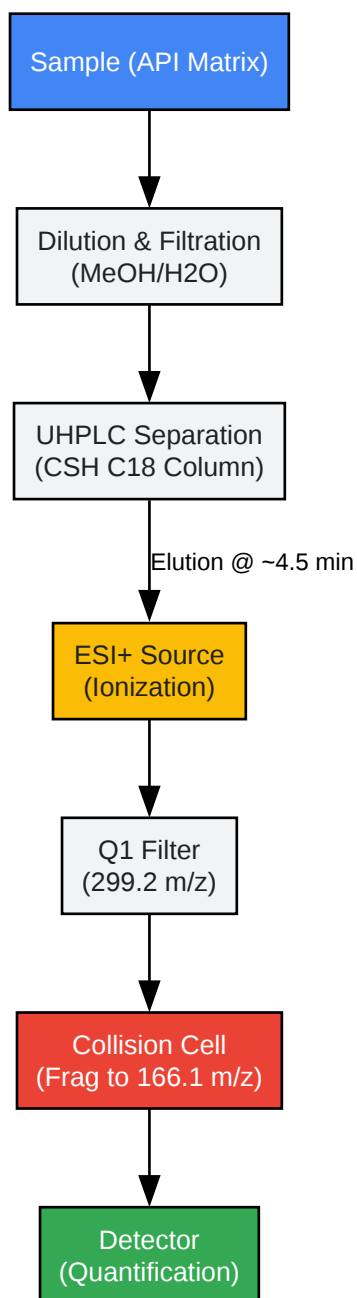 Sample (API Matrix)
Dilution & Filtration
(MeOH/H2O)
UHPLC Separation
(CSH C18 Column)
Elution @ ~4.5 min
ESI+ Source
(Ionization)
Q1 Filter
(299.2 m/z)
Collision Cell
(Frag to 166.1 m/z)
Detector
(Quantification)